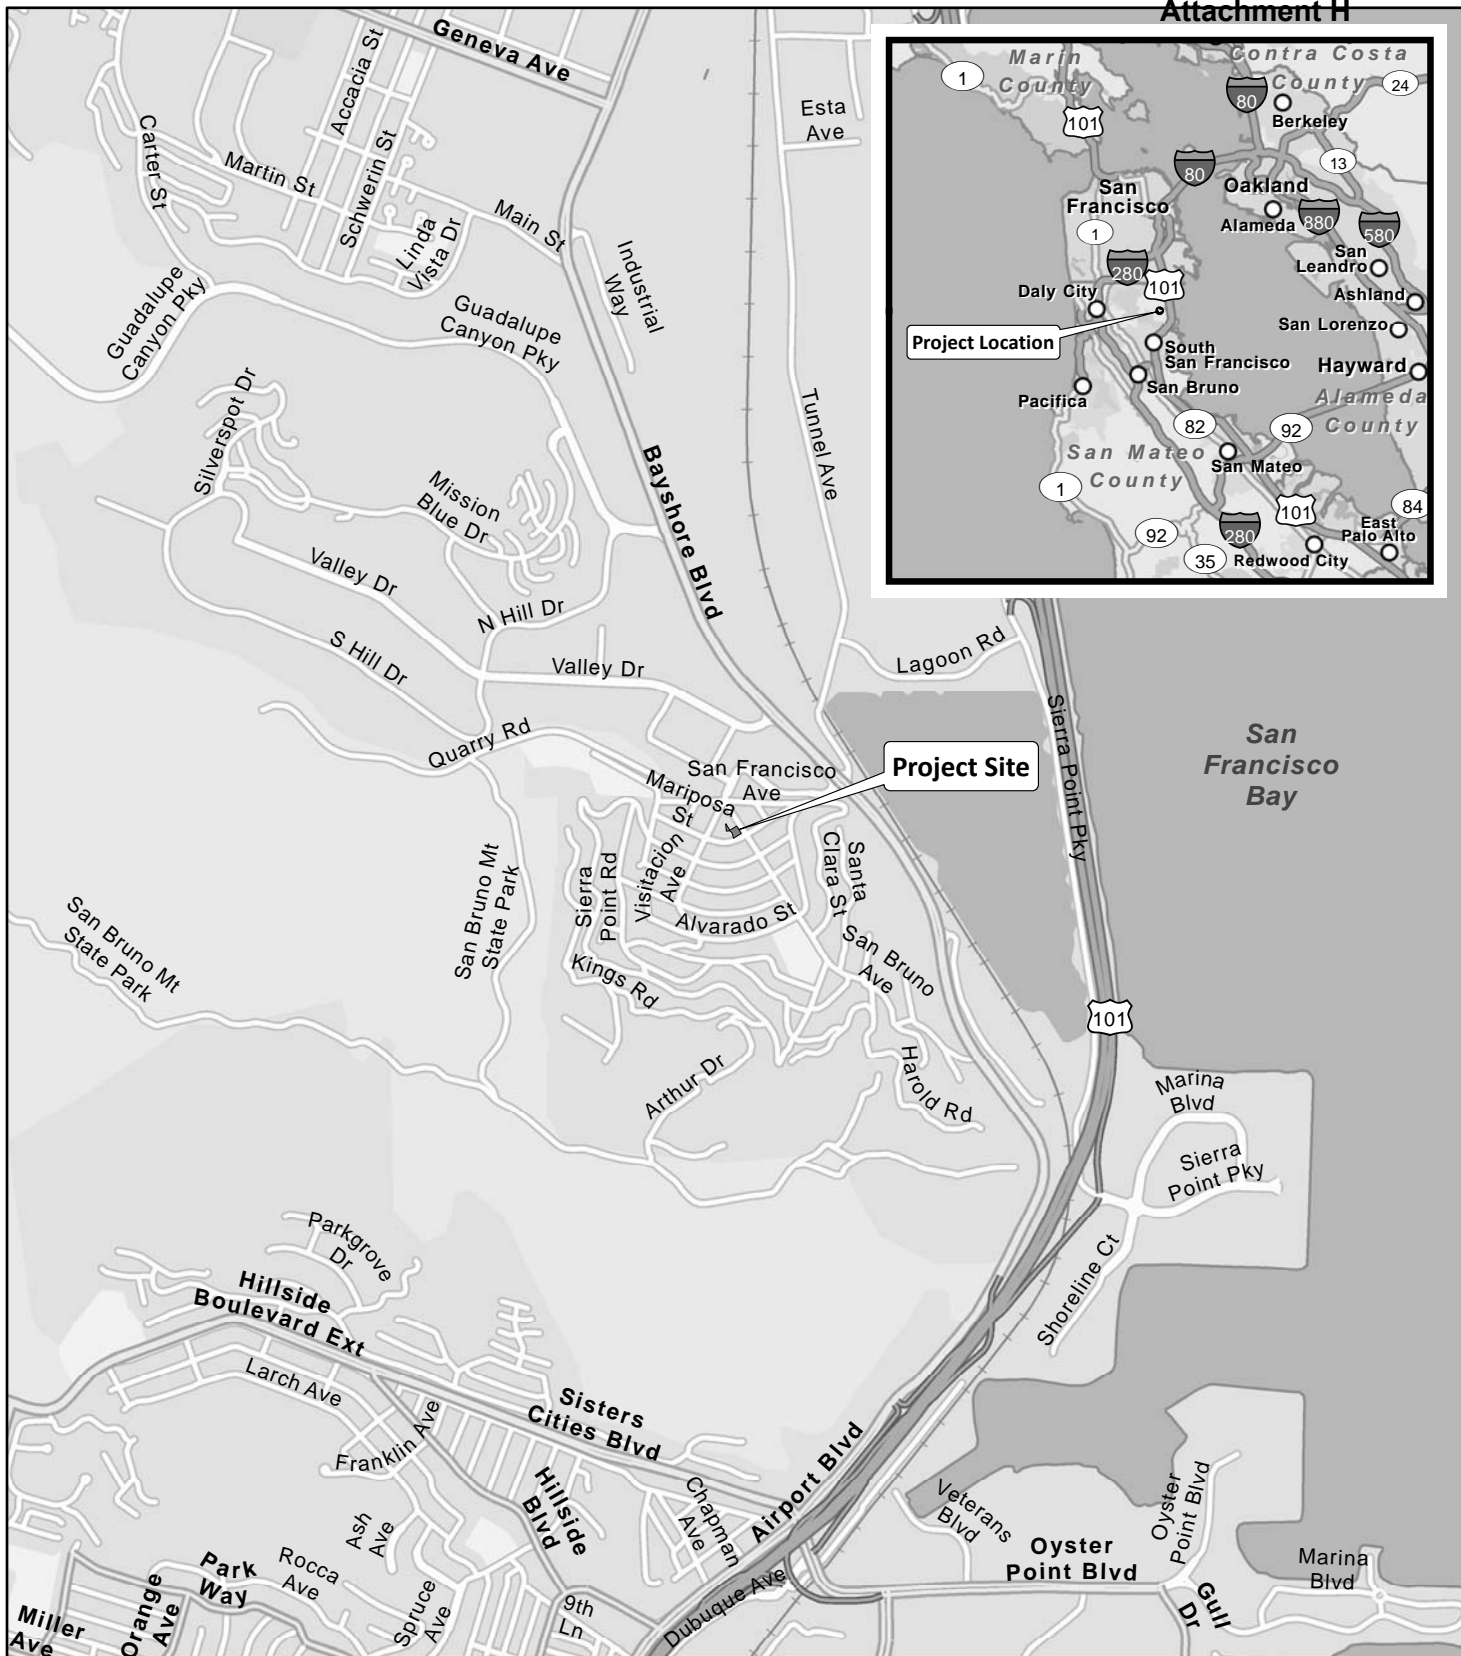 Attachment H
Geneva Ave
Accacia St
Carter St
Martin St
Schwerin St
Linda
Vista Dr
Main St
Industrial
Way
Esta
Ave
Guadalupe
Canyon Pky
Guadalupe
Canyon Pky
Tunnel Ave
Silverspot Dr
Mission
Blue Dr
Bayshore Blvd
Valley Dr
N Hill Dr
S Hill Dr
Valley Dr
Lagoon Rd
Quarry Rd
San Francisco
Ave
Mariposa
St
Project Site
Sierra Point Pky
San
Francisco
Bay
Visitacion
Ave
Sierra
Point Rd
Santa
Clara St
Alvarado St
San Bruno
Ave
San Bruno Mt
State Park
San Bruno Mt
State Park
Kings Rd
Arthur Dr
Harold Rd
101
Marina
Blvd
Sierra
Point Pky
Shoreline Ct
Parkgrove
Dr
Hillside
Boulevard Ext
Larch Ave
Franklin Ave
Sisters
Cities Blvd
Hillside
Blvd
Chapman
Ave
Airport Blvd
Ash
Ave
Rocca
Ave
Park
Way
Spruce
Ave
9th
Ln
Dubuque Ave
Miller
Ave
Orange
Ave
Veterans
Blvd
Oyster
Point Blvd
Oyster
Point Blvd
Gull
Dr
Marina
Blvd
Marin
County
Contra Costa
County
1
101
80
24
Berkeley
13
80
San
Francisco
Oakland
Alameda
880
580
1
San
Leandro
280
101
Daly City
Ashland
Project Location
San Lorenzo
South
San Francisco
San Bruno
Hayward
Pacifica
Alameda
County
82
92
San Mateo
County
San Mateo
1
101
84
92
280
35
East
Palo Alto
Redwood City